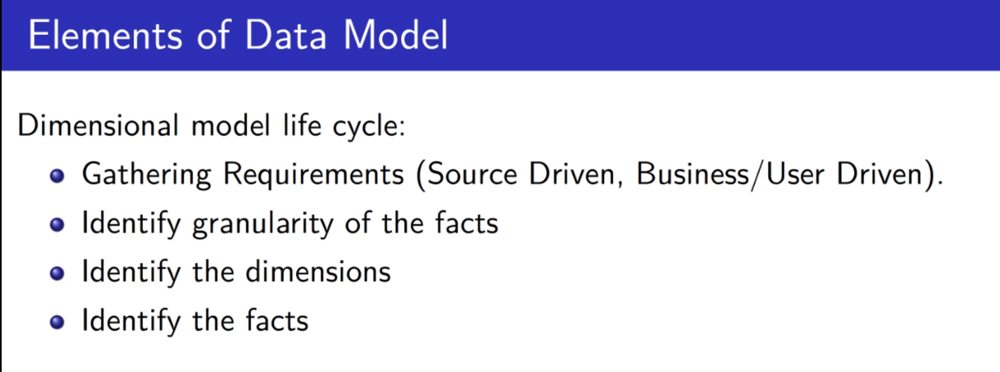 Elements of Data Model
Dimensional model life cycle:
Gathering Requirements (Source Driven, Business/User Driven).
Identify granularity of the facts
Identify the dimensions
Identify the facts